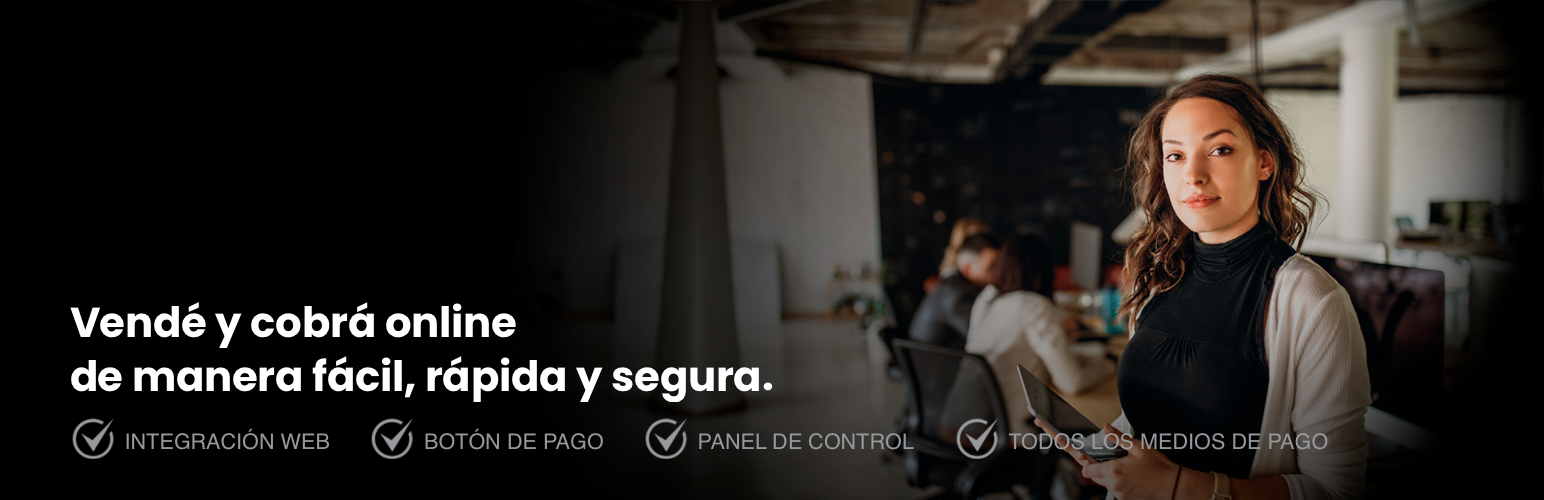 Vendé y cobrá online
de manera fácil, rápida y segura.
INTEGRACIÓN WEB BOTÓN DE PAGO PANEL DE CONTROL TODOS LOS MEDIOS DE PAGO